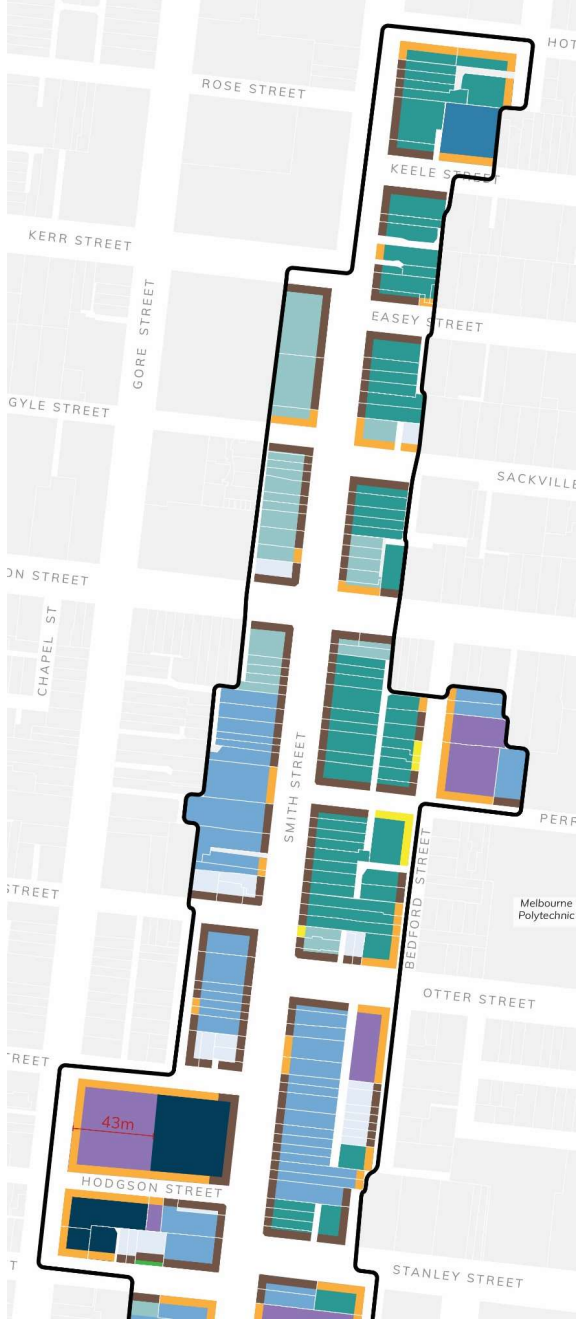 HOT
ROSE STREET
KEELE STREET
KERR STREET
GORE STREET
EASEY STREET
GYLE STREET
SACKVILLE
ON STREET
CHAPEL ST
SMITH STREET
PERR
BEDFORD STREET
STREET
Melbourne
Polytechnic
OTTER STREET
TREET
43m
HODGSON STREET
T
STANLEY STREET